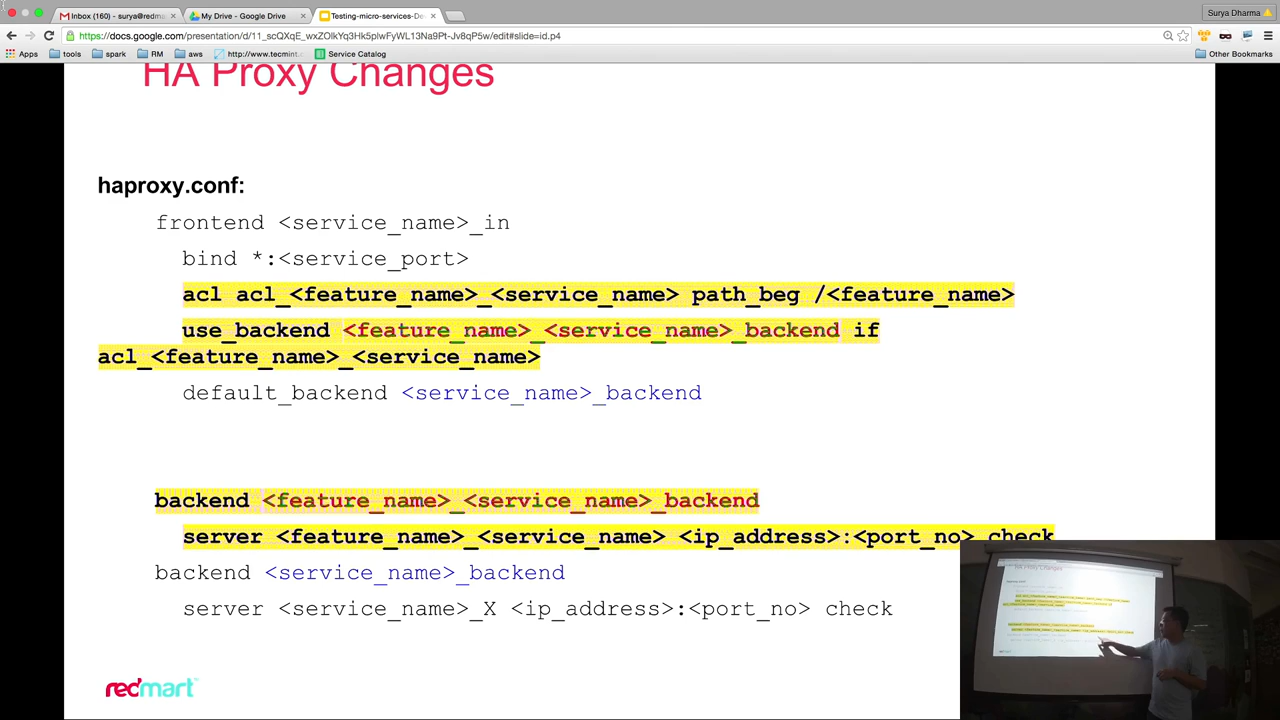 Inbox (160) - surya@redma
My Drive - Google Drive
Testing-micro-services-De
Surya Dharma
https://docs.google.com/presentation/d/11_scQXqE_wxZOlkYq3Hk5plwFyWL13Na9Pt-Jv8qP5w/edit#slide=id.p4
Apps
tools
spark
RM
aws
http://www.tecmint.
Service Catalog
Other Bookmarks
HA Proxy Changes
haproxy.conf:
frontend <service_name>_in
bind *:<service_port>
acl acl_<feature_name>_<service_name> path_beg /<feature_name>
use_backend <feature_name>_<service_name>_backend if
acl_<feature_name>_<service_name>
default_backend <service_name>_backend
backend <feature_name>_<service_name>_backend
server <feature_name>_<service_name> <ip_address>:<port_no> check
backend <service_name>_backend
server <service_name>_X <ip_address>:<port_no> check
redmart
HA Proxy Changes